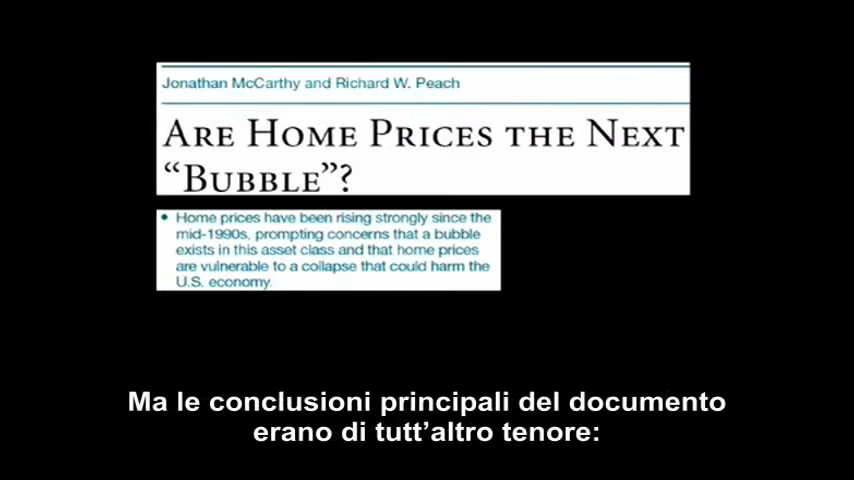 Jonathan McCarthy and Richard W. Peach
ARE HOME PRICES THE NEXT
“BUBBLE”?
• Home prices have been rising strongly since the
mid-1990s, prompting concerns that a bubble
exists in this asset class and that home prices
are vulnerable to a collapse that could harm the
U.S. economy.
Ma le conclusioni principali del documento
erano di tutt’altro tenore: